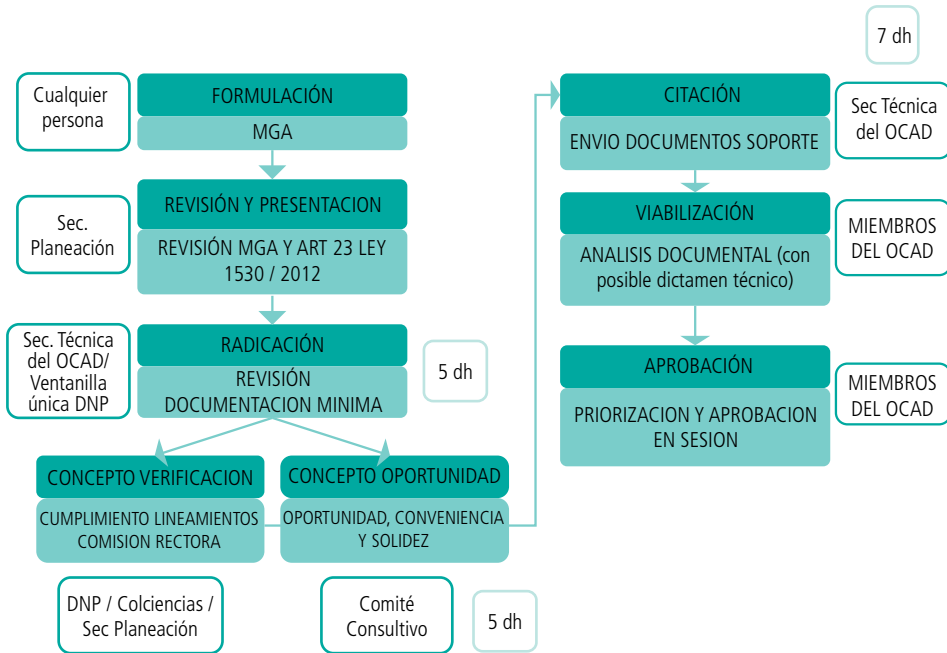 Cualquier
persona
FORMULACIÓN
MGA
Sec.
Planeación
REVISIÓN Y PRESENTACION
REVISIÓN MGA Y ART 23 LEY
1530 / 2012
Sec. Técnica
del OCAD/
Ventanilla
única DNP
RADICACIÓN
REVISIÓN
DOCUMENTACION MINIMA
5 dh
CONCEPTO VERIFICACION
CUMPLIMIENTO LINEAMIENTOS
COMISION RECTORA
DNP / Colciencias /
Sec Planeación
CONCEPTO OPORTUNIDAD
OPORTUNIDAD, CONVENIENCIA
Y SOLIDEZ
Comité
Consultivo
5 dh
7 dh
CITACIÓN
ENVIO DOCUMENTOS SOPORTE
Sec Técnica
del OCAD
VIABILIZACIÓN
ANALISIS DOCUMENTAL (con
posible dictamen técnico)
MIEMBROS
DEL OCAD
APROBACIÓN
PRIORIZACION Y APROBACION
EN SESION
MIEMBROS
DEL OCAD